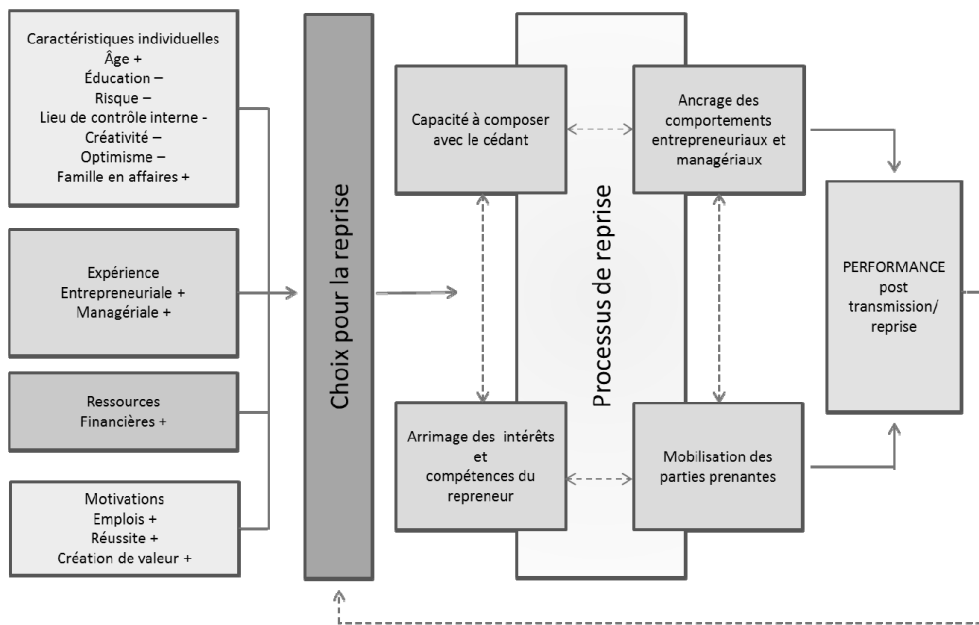 Caractéristiques individuelles
Âge +
Éducation –
Risque –
Lieu de contrôle interne -
Créativité –
Optimisme –
Famille en affaires +
Expérience
Entrepreneuriale +
Managériale +
Ressources
Financières +
Motivations
Emplois +
Réussite +
Création de valeur +
Choix pour la reprise
Capacité à composer
avec le cédant
Arrimage des intérêts
et
compétences du
repreneur
Processus de reprise
Ancrage des
comportements
entrepreneuriaux et
managériaux
Mobilisation des
parties prenantes
PERFORMANCE
post
transmission/
reprise